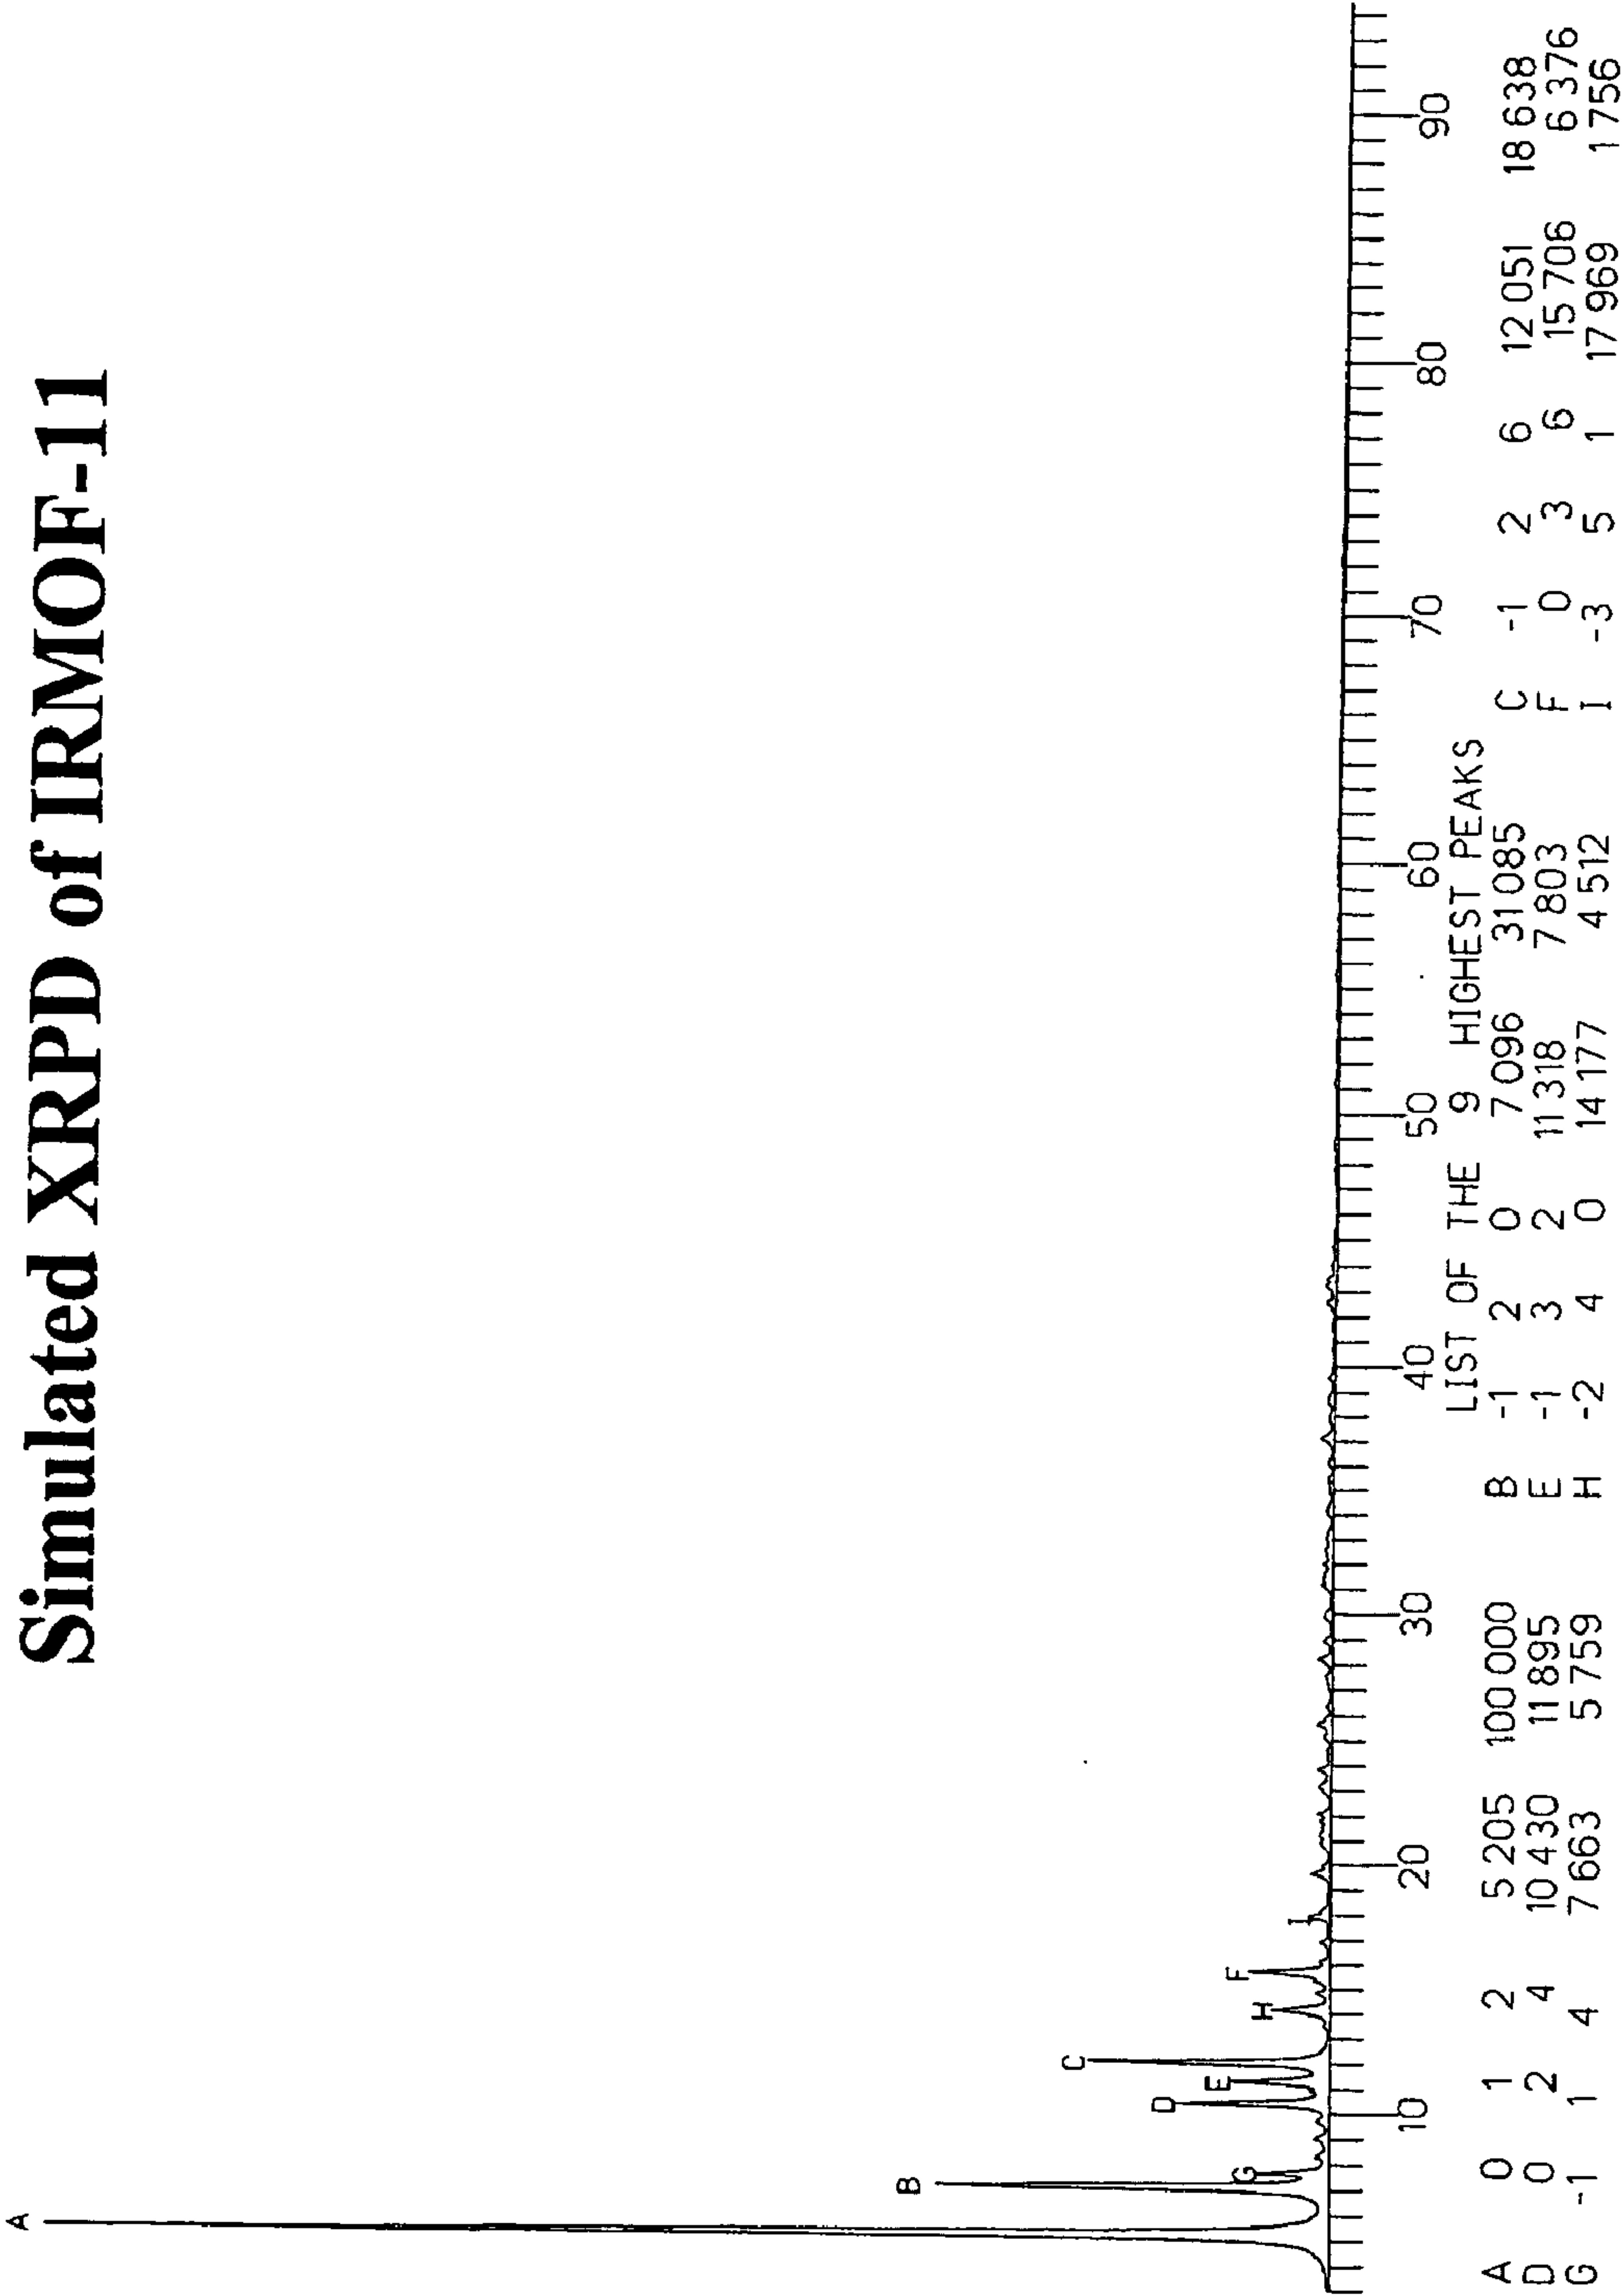 Simulated XRPD of IRMOF-11
A
B
G
D
E
C
H
F
I
10 20 30 40 50 60 70 80 90
LIST OF THE 9 HIGHEST PEAKS
A 0 1 2 5 205 100 000 B -1 2 0 7 096 31 085 C -1 2 6 12 051 18 638
D 0 2 4 10 430 11 895 E -1 3 2 11 318 7 803 F 0 3 6 15 706 6 376
G -1 1 4 7 663 5 759 H -2 4 0 14 177 4 512 I -3 5 1 17 969 1 756